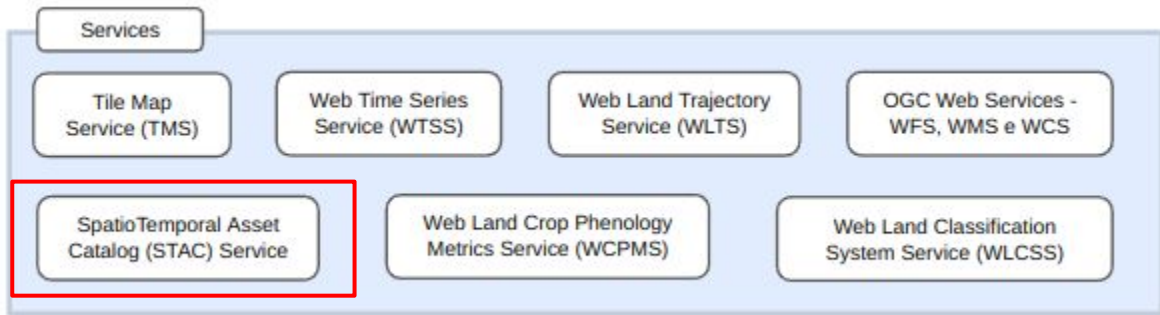 Services
Tile Map
Service (TMS)
Web Time Series
Service (WTSS)
Web Land Trajectory
Service (WLTS)
OGC Web Services -
WFS, WMS e WCS
SpatioTemporal Asset
Catalog (STAC) Service
Web Land Crop Phenology
Metrics Service (WCPMS)
Web Land Classification
System Service (WLCSS)